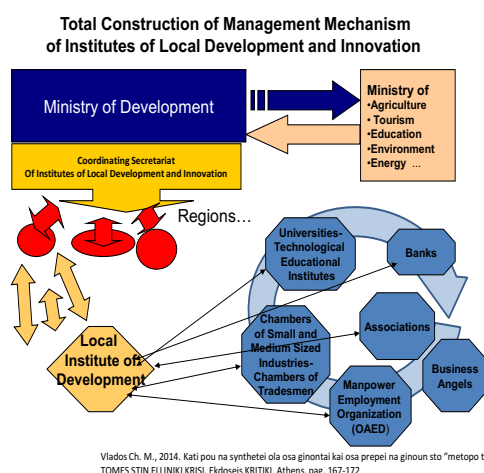 Total Construction of Management Mechanism
of Institutes of Local Development and Innovation
Ministry of Development
Ministry of
•Agriculture
• Tourism
•Education
•Environment
•Energy ...
Coordinating Secretariat
Of Institutes of Local Development and Innovation
Regions…
Universities-
Technological
Educational
Institutes
Banks
Chambers
of Small and
Medium Sized
Industries-
Chambers of
Tradesmen
Associations
Local
Institute of
Development
Business
Angels
Manpower
Employment
Organization
(OAED)
Vlados Ch. M., 2014. Kati pou na synthetei ola osa ginontai kai osa prepei na ginoun sto "metopo t
TOMES STIN ELLINIKI KRISI, Ekdoseis KRITIKI, Athens, pag. 167-172